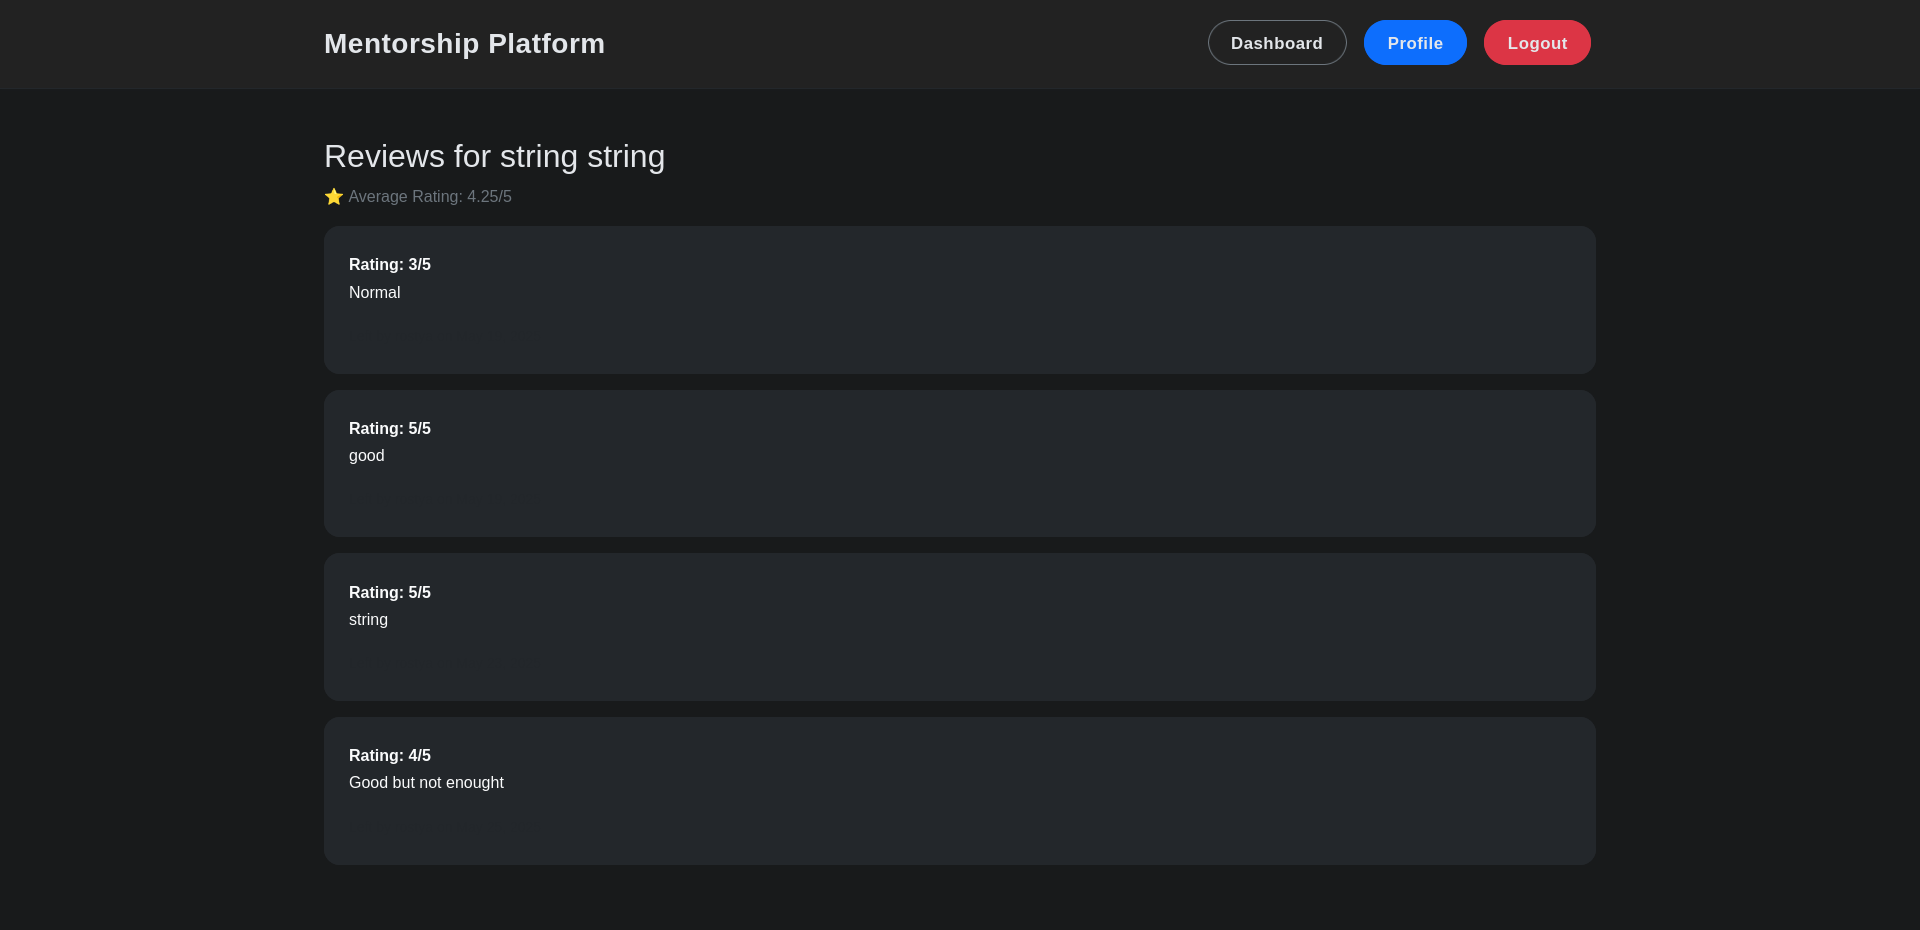 Mentorship Platform
Dashboard
Profile
Logout
Reviews for string string
⭐ Average Rating: 4.25/5
Rating: 3/5
Normal
Rating: 5/5
good
Rating: 5/5
string
Rating: 4/5
Good but not enought